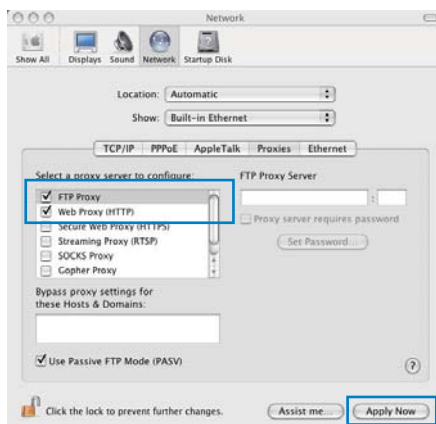 Network
Show All Displays Sound Network Startup Disk
Location: Automatic
Show: Built-in Ethernet
TCP/IP PPPoE AppleTalk Proxies Ethernet
Select a proxy server to configure: FTP Proxy Server
FTP Proxy :
Web Proxy (HTTP)
Secure Web Proxy (HTTPS) Proxy server requires password
Streaming Proxy (RTSP) Set Password...
SOCKS Proxy
Gopher Proxy
Bypass proxy settings for
these Hosts & Domains:
Use Passive FTP Mode (PASV) ?
Click the lock to prevent further changes. Assist me... Apply Now